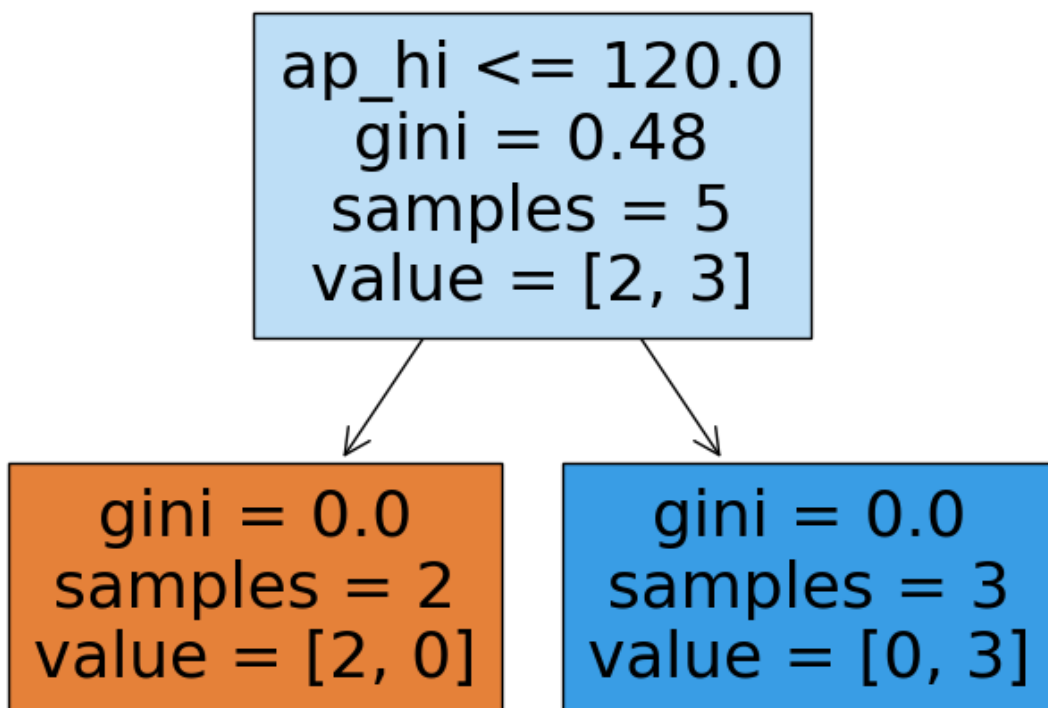 ap_hi <= 120.0
gini = 0.48
samples = 5
value = [2, 3]
gini = 0.0
samples = 2
value = [2, 0]
gini = 0.0
samples = 3
value = [0, 3]